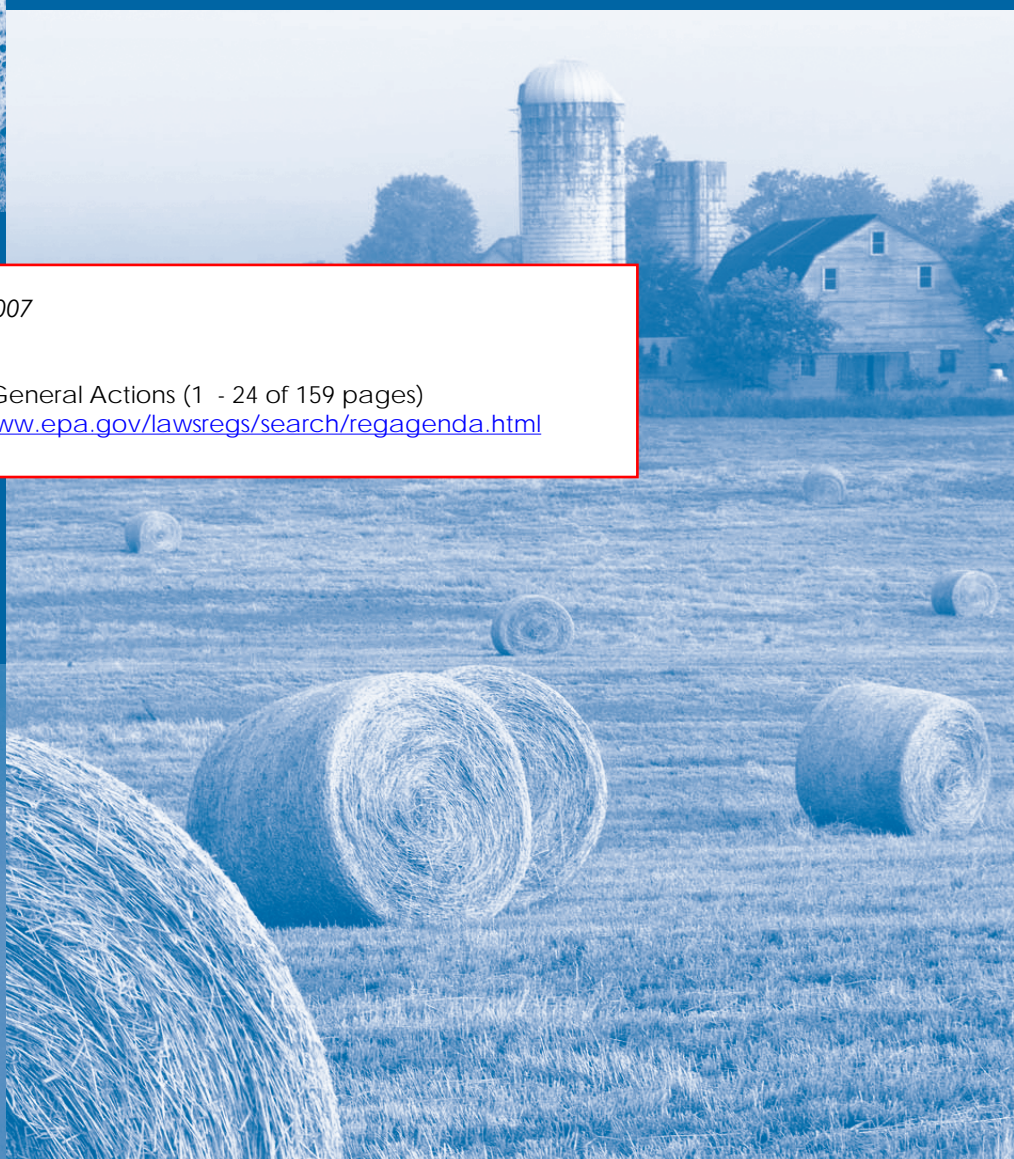 007
General Actions (1 - 24 of 159 pages)
ww.epa.gov/lawsregs/search/regagenda.html